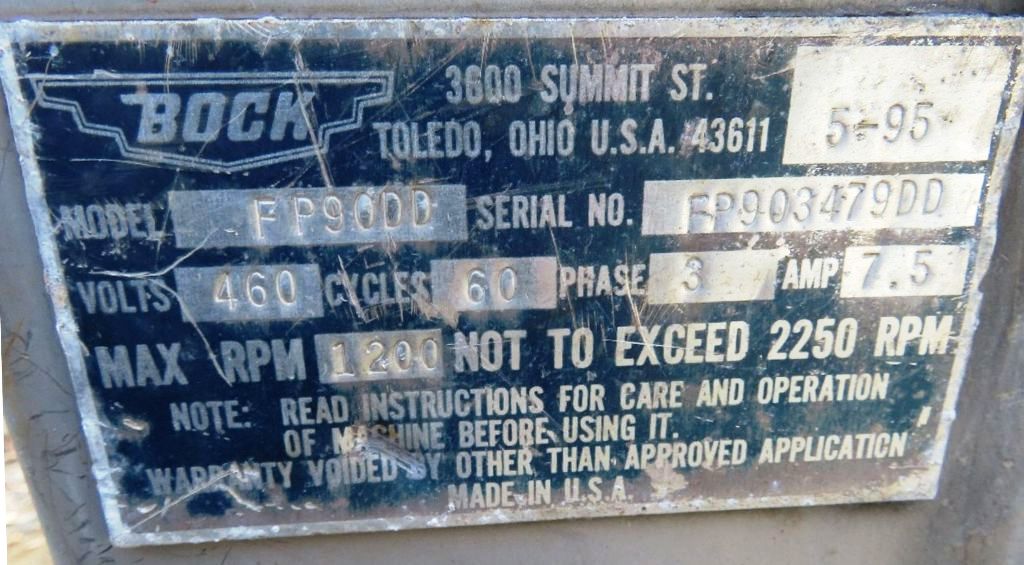 BOCK
3600 SUMMIT ST.
TOLEDO, OHIO U.S.A. 43611
5-95
MODEL FP90DD SERIAL NO. FP903479DD
VOLTS 460 CYCLES 60 PHASE 3 AMP 7.5
MAX RPM 1200 NOT TO EXCEED 2250 RPM
NOTE: READ INSTRUCTIONS FOR CARE AND OPERATION
OF MACHINE BEFORE USING IT.
WARRANTY VOIDED BY OTHER THAN APPROVED APPLICATION
MADE IN U.S.A.